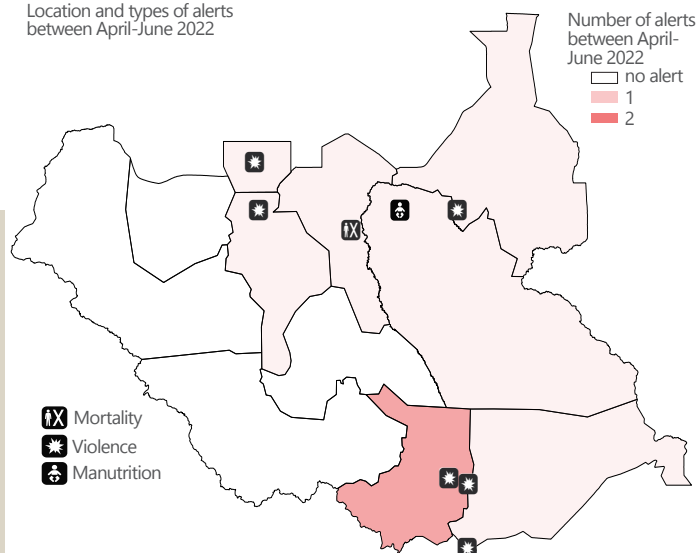 Location and types of alerts
between April-June 2022
Number of alerts
between April-
June 2022
no alert
1
2
Mortality
Violence
Manutrition